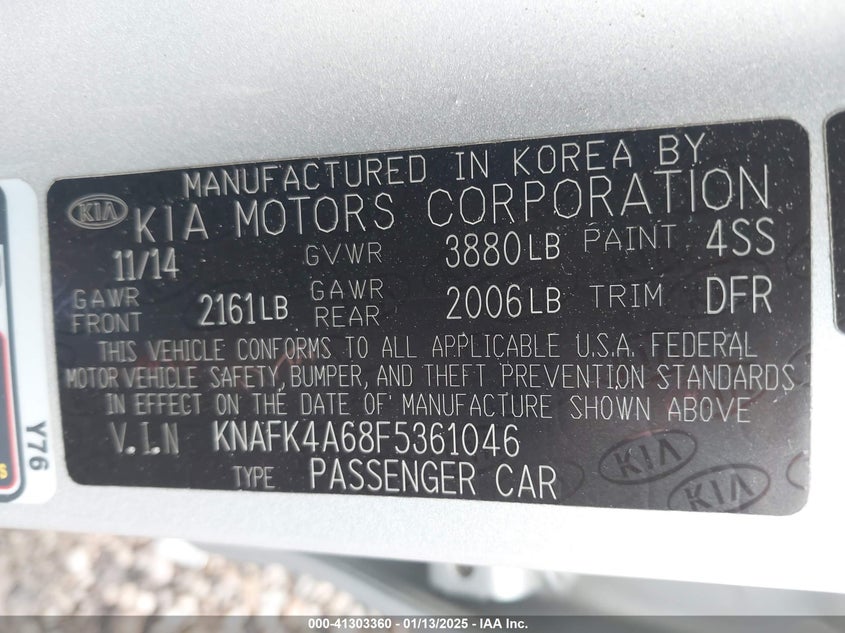 MANUFACTURED IN KOREA BY
KIA KIA MOTORS CORPORATION
11/14 GVWR 3880LB PAINT 4SS
GAWR FRONT 2161LB GAWR REAR 2006LB TRIM DFR
THIS VEHICLE CONFORMS TO ALL APPLICABLE U.S.A. FEDERAL
MOTOR VEHICLE SAFETY, BUMPER, AND THEFT PREVENTION STANDARDS
IN EFFECT ON THE DATE OF MANUFACTURE SHOWN ABOVE
V.I.N KNAFK4A68F5361046
TYPE PASSENGER CAR
KIA
KIA
Y76
000-41303360 - 01/13/2025 - IAA Inc.